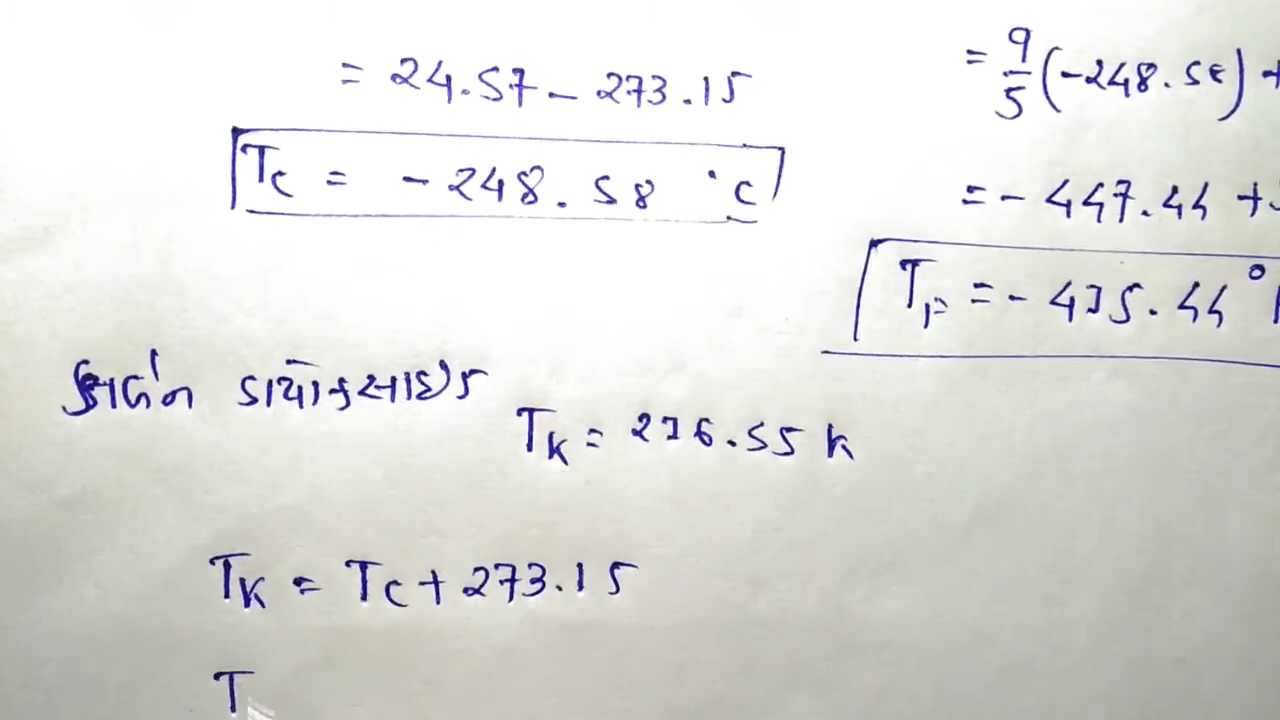 = 24.57 - 273.15
Tc = - 248.58 °C
= 9/5 (-248.58) +
= - 447.44 +
TF = - 415.44 °
કાર્બન ડાયોક્સાઇડ
TK = 216.55 K
TK = Tc + 273.15
T